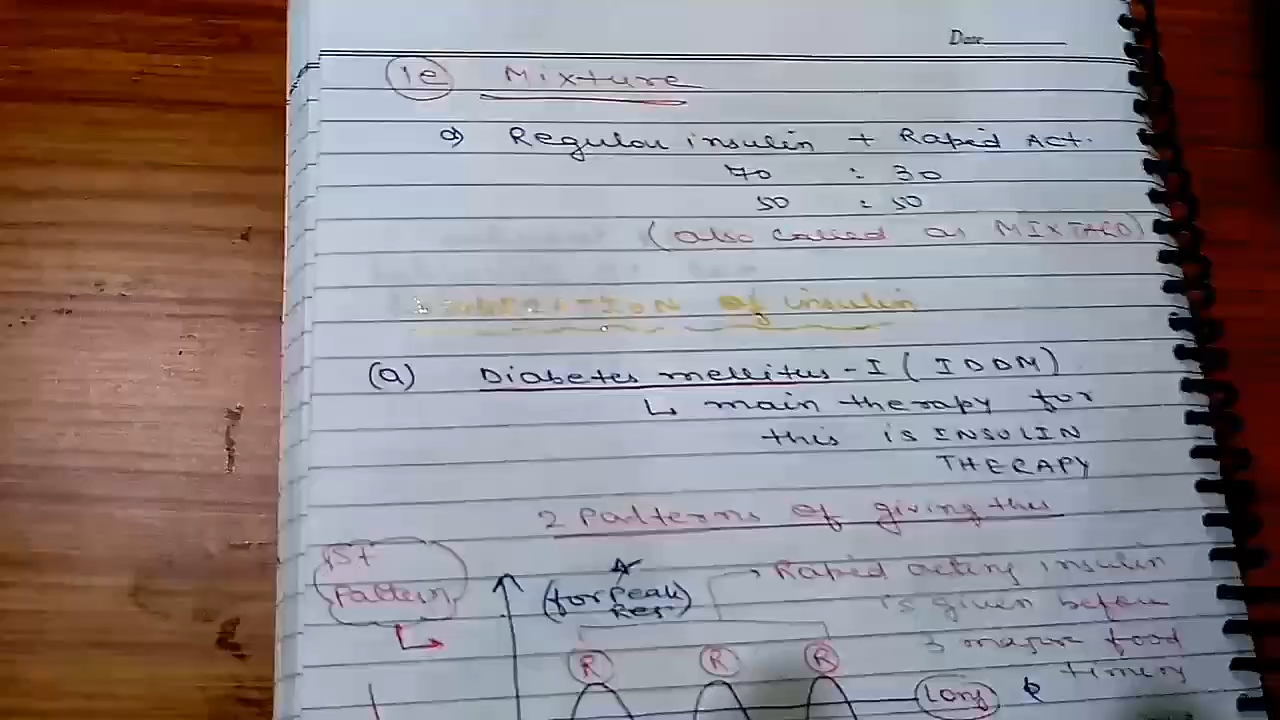 Date
1e Mixture
a) Regular insulin + Rapid Act.
70 : 30
50 : 50
(also called as MIXTARD)
of insulin
(a) Diabetes mellitus - I (IDDM)
↳ main therapy for
this is INSULIN
THERAPY
2 Patterns of giving this
1st
Pattern
(for Peak
Rapid acting insulin
is given before
3 major food
R R R
Long